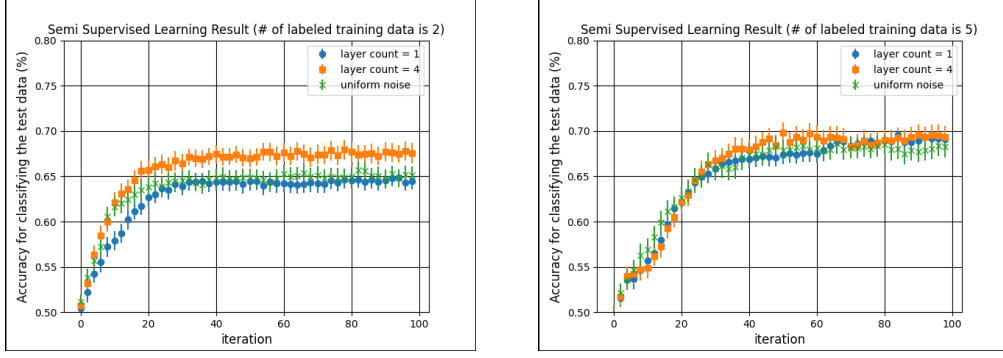 Semi Supervised Learning Result (# of labeled training data is 2)
0.80
0.75
0.70
0.65
0.60
0.55
0.50
Accuracy for classifying the test data (%)
layer count = 1
layer count = 4
uniform noise
0
20
40
60
80
100
iteration
Semi Supervised Learning Result (# of labeled training data is 5)
0.80
0.75
0.70
0.65
0.60
0.55
0.50
Accuracy for classifying the test data (%)
layer count = 1
layer count = 4
uniform noise
0
20
40
60
80
100
iteration